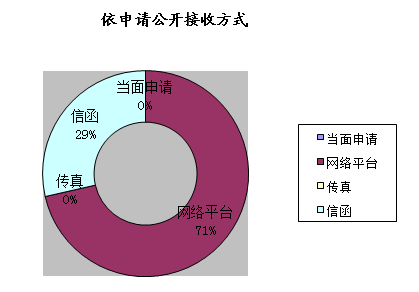 依申请公开接收方式
当面申请
0%
信函
29%
传真
0%
网络平台
71%
当面申请
网络平台
传真
信函